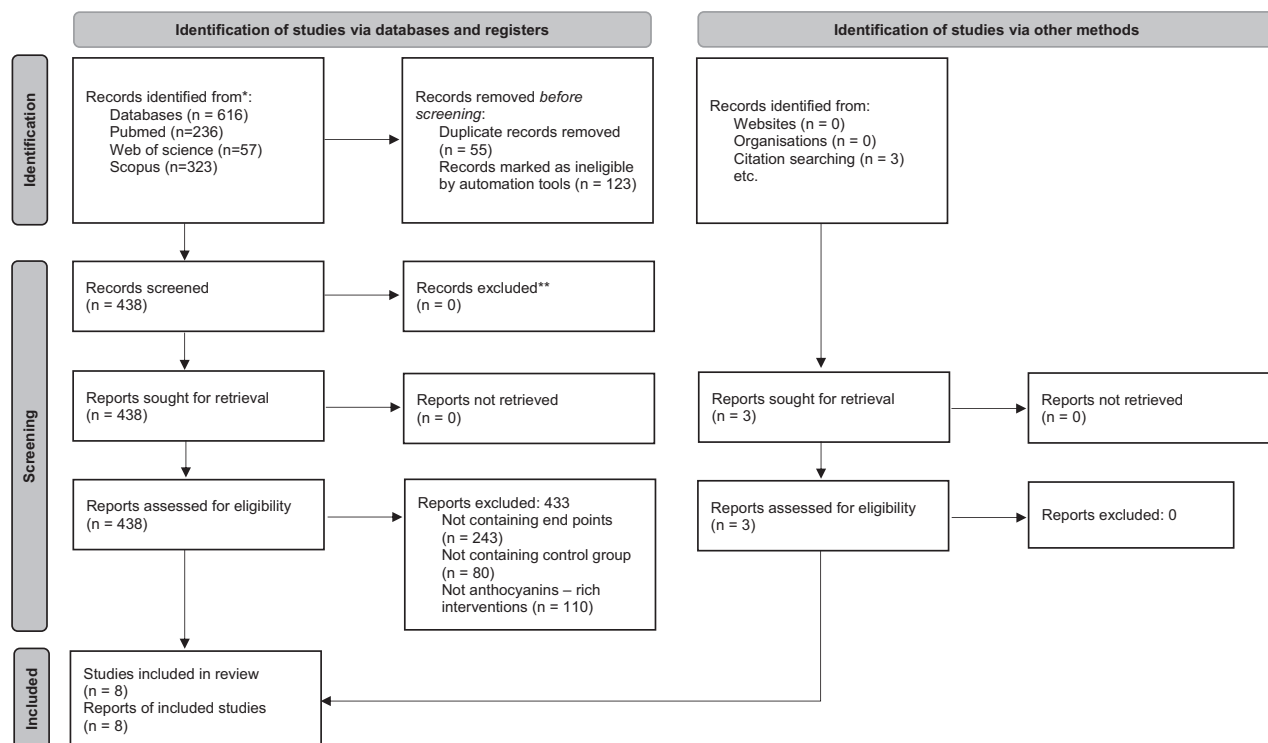 Identification of studies via databases and registers
Identification of studies via other methods
Identification
Records identified from*:
Databases (n = 616)
Pubmed (n=236)
Web of science (n=57)
Scopus (n=323)
Records removed before
screening:
Duplicate records removed
(n = 55)
Records marked as ineligible
by automation tools (n = 123)
Records identified from:
Websites (n = 0)
Organisations (n = 0)
Citation searching (n = 3)
etc.
Screening
Records screened
(n = 438)
Records excluded**
(n = 0)
Reports sought for retrieval
(n = 438)
Reports not retrieved
(n = 0)
Reports sought for retrieval
(n = 3)
Reports not retrieved
(n = 0)
Reports assessed for eligibility
(n = 438)
Reports excluded: 433
Not containing end points
(n = 243)
Not containing control group
(n = 80)
Not anthocyanins – rich
interventions (n = 110)
Reports assessed for eligibility
(n = 3)
Reports excluded: 0
Included
Studies included in review
(n = 8)
Reports of included studies
(n = 8)